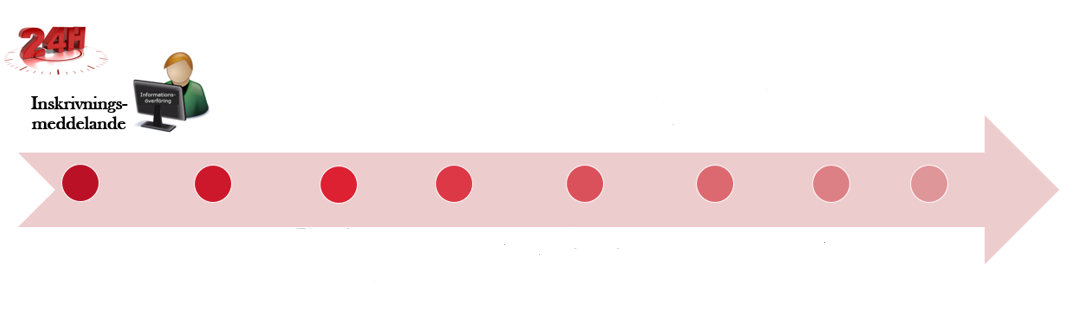 24H
Inskrivnings-
meddelande
Informations-
överföring